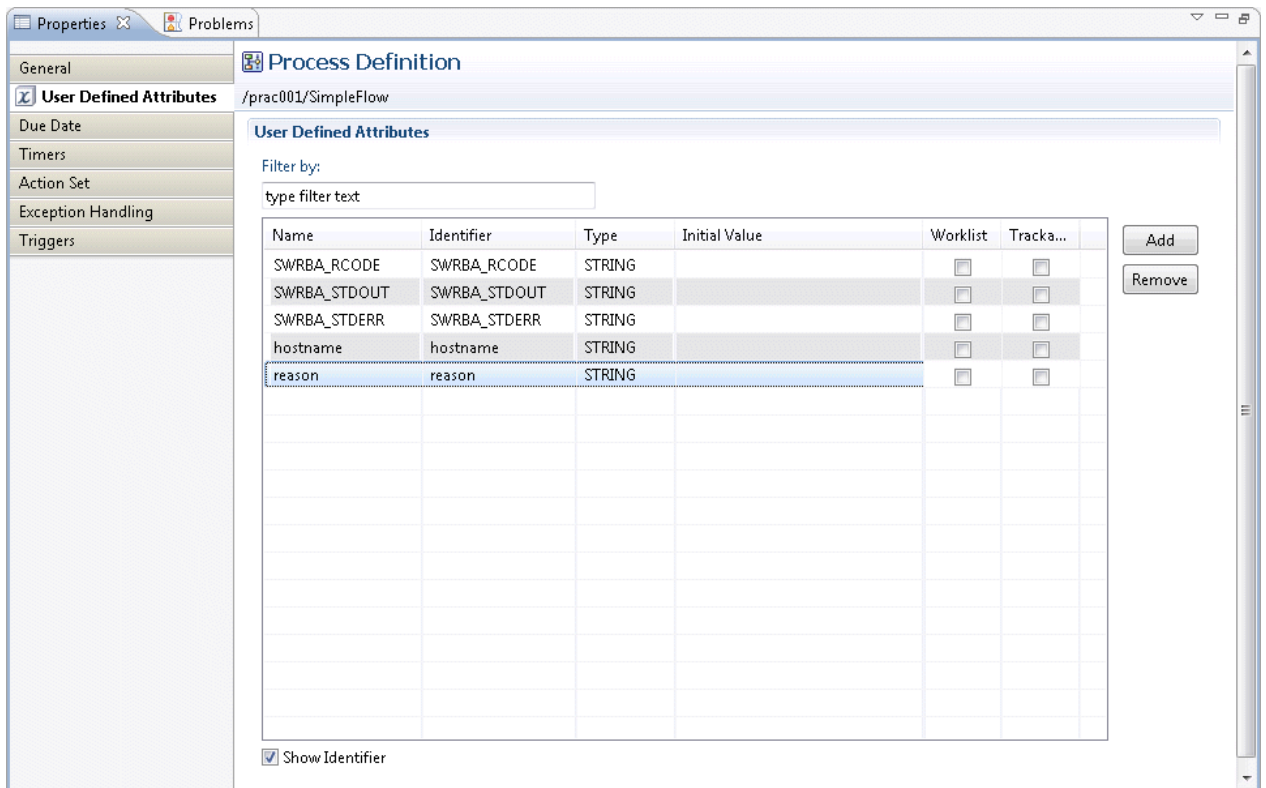 Properties
Problems
General
User Defined Attributes
Due Date
Timers
Action Set
Exception Handling
Triggers
Process Definition
/prac001/SimpleFlow
User Defined Attributes
Filter by:
type filter text
Name Identifier Type Initial Value Worklist Tracka...
SWRBA_RCODE SWRBA_RCODE STRING
SWRBA_STDOUT SWRBA_STDOUT STRING
SWRBA_STDERR SWRBA_STDERR STRING
hostname hostname STRING
reason reason STRING
Add
Remove
Show Identifier